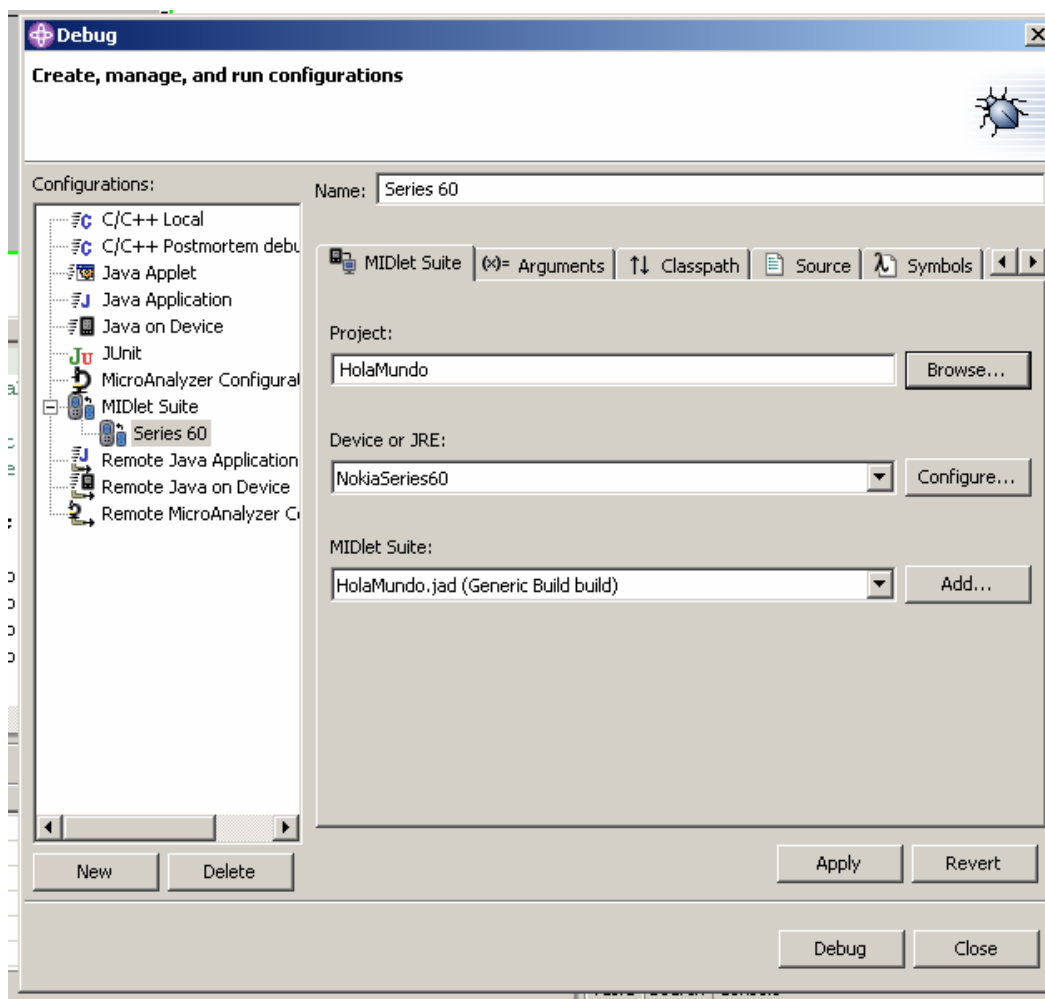 Debug
Create, manage, and run configurations
Configurations:
Name: Series 60
C/C++ Local
C/C++ Postmortem debu
Java Applet
Java Application
Java on Device
JUnit
MicroAnalyzer Configurat
MIDlet Suite
Series 60
Remote Java Application
Remote Java on Device
Remote MicroAnalyzer Co
MIDlet Suite (x)= Arguments Classpath Source Symbols
Project:
HolaMundo Browse...
Device or JRE:
NokiaSeries60 Configure...
MIDlet Suite:
HolaMundo.jad (Generic Build build) Add...
New Delete
Apply Revert
Debug Close